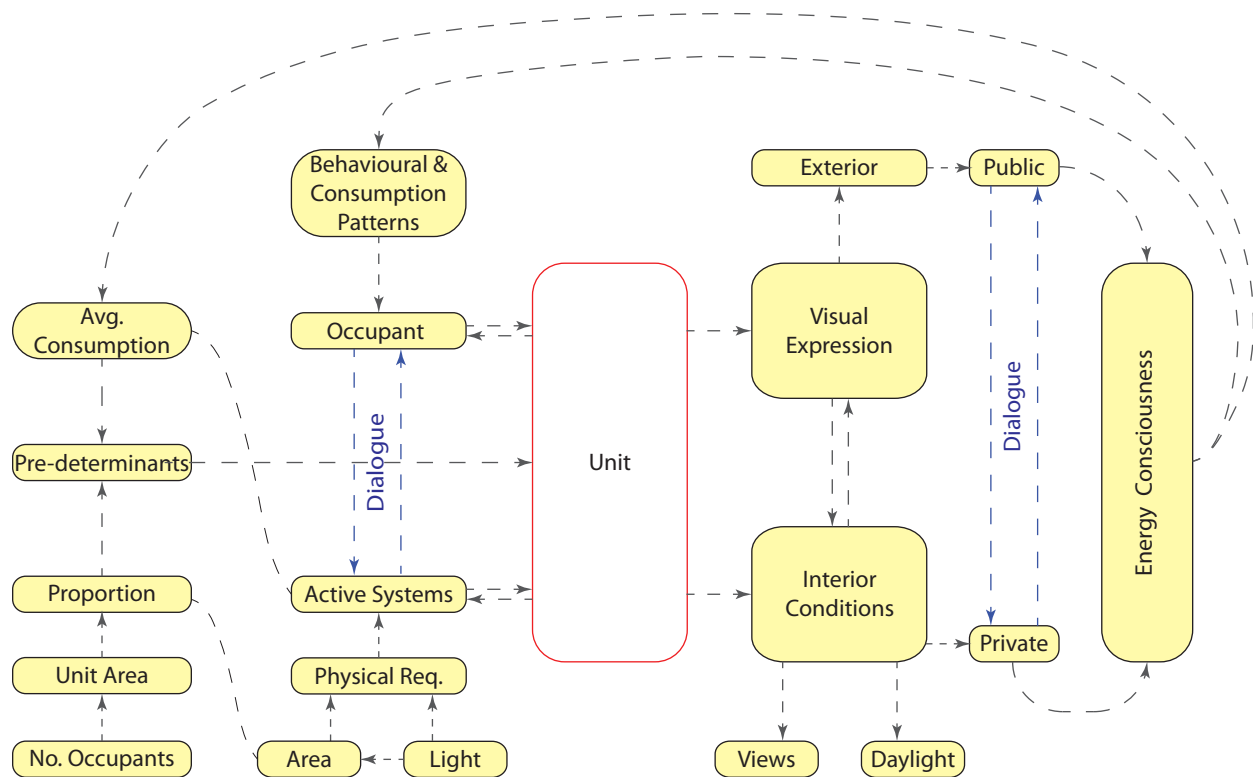 Behavioural &
Consumption
Patterns
Exterior
Public
Avg.
Consumption
Occupant
Visual
Expression
Dialogue
Dialogue
Energy Consciousness
Pre-determinants
Unit
Proportion
Active Systems
Interior
Conditions
Private
Unit Area
Physical Req.
No. Occupants
Area
Light
Views
Daylight